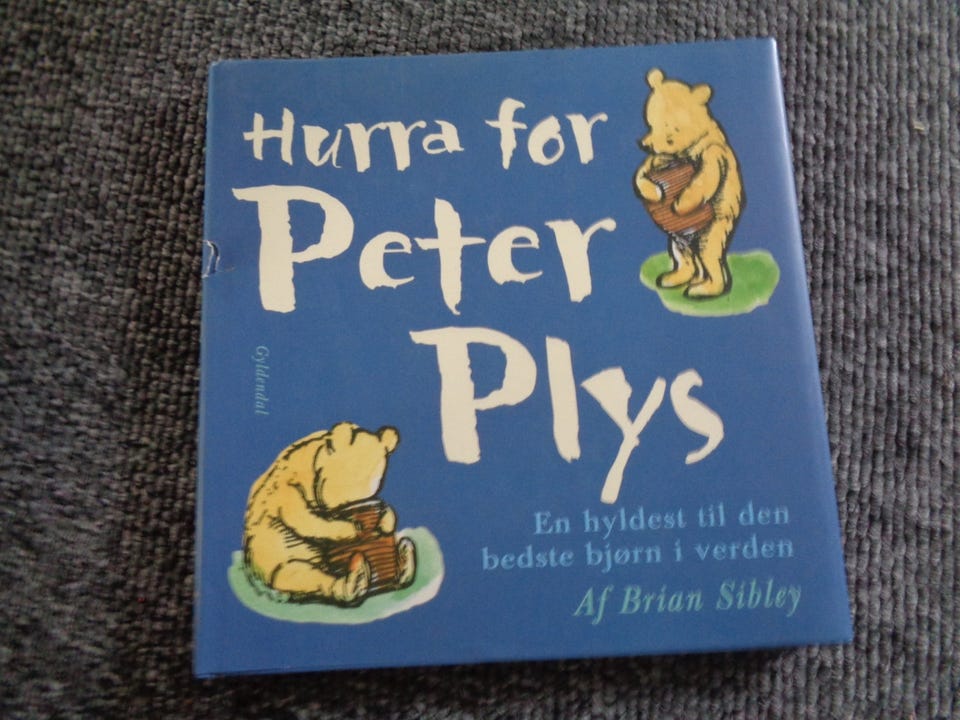 Hurra for
Peter
Plys
Gyldendal
En hyldest til den
bedste bjørn i verden
Af Brian Sibley